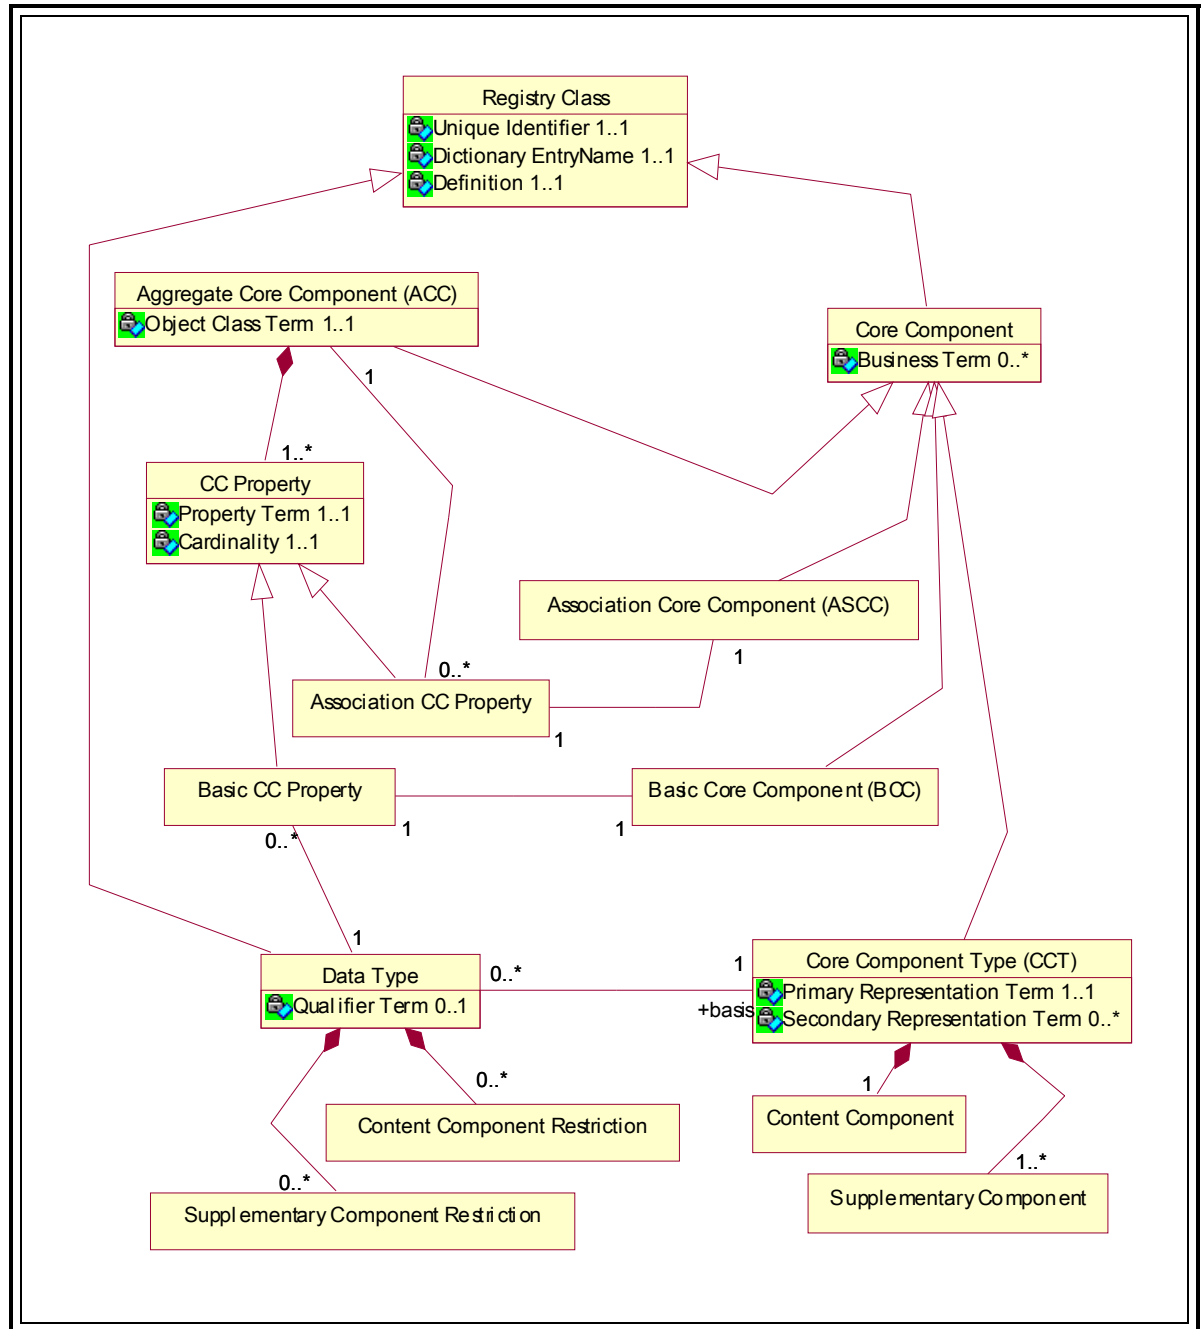 Registry Class
Unique Identifier 1..1
Dictionary EntryName 1..1
Definition 1..1
Aggregate Core Component (ACC)
Object Class Term 1..1
Core Component
Business Term 0..*
1
1..*
CC Property
Property Term 1..1
Cardinality 1..1
Association Core Component (ASCC)
1
0..*
Association CC Property
1
Basic CC Property
Basic Core Component (BCC)
1
1
0..*
1
Data Type
Qualifier Term 0..1
0..*
1
+basis
Core Component Type (CCT)
Primary Representation Term 1..1
Secondary Representation Term 0..*
0..*
Content Component Restriction
1
Content Component
0..*
Supplementary Component Restriction
1..*
Supplementary Component